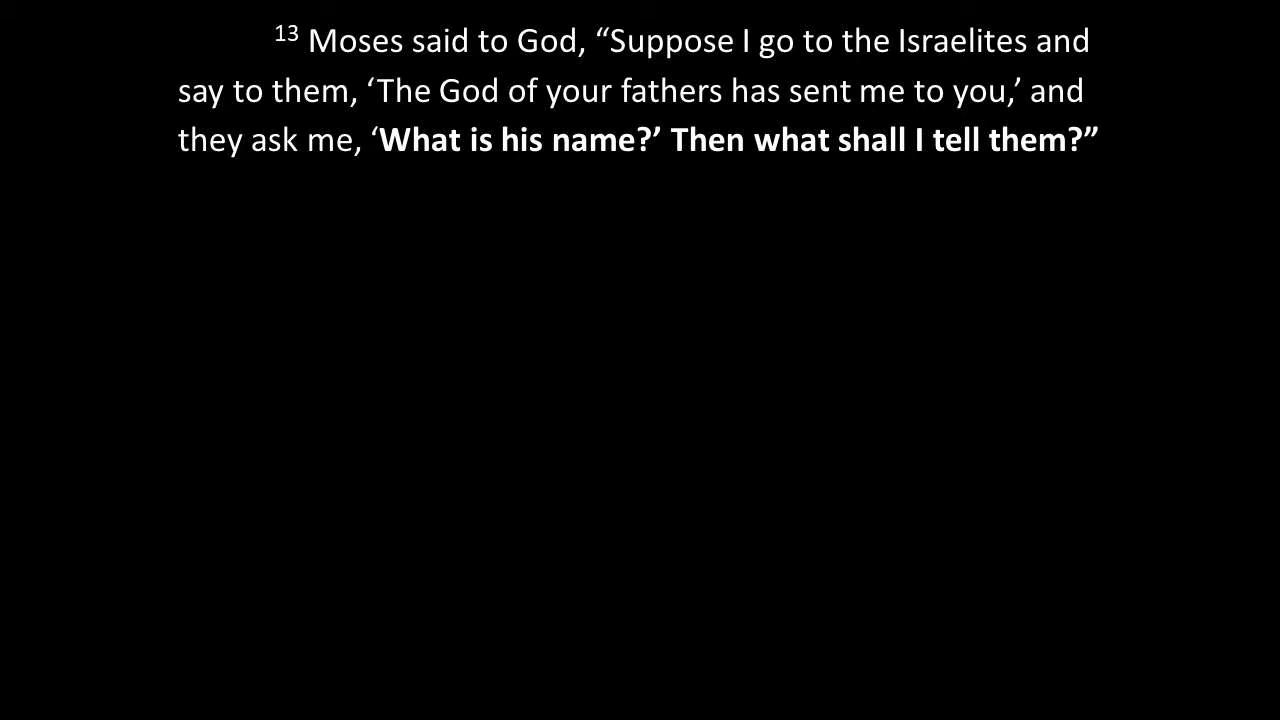 13 Moses said to God, “Suppose I go to the Israelites and
say to them, ‘The God of your fathers has sent me to you,’ and
they ask me, ‘What is his name?’ Then what shall I tell them?”